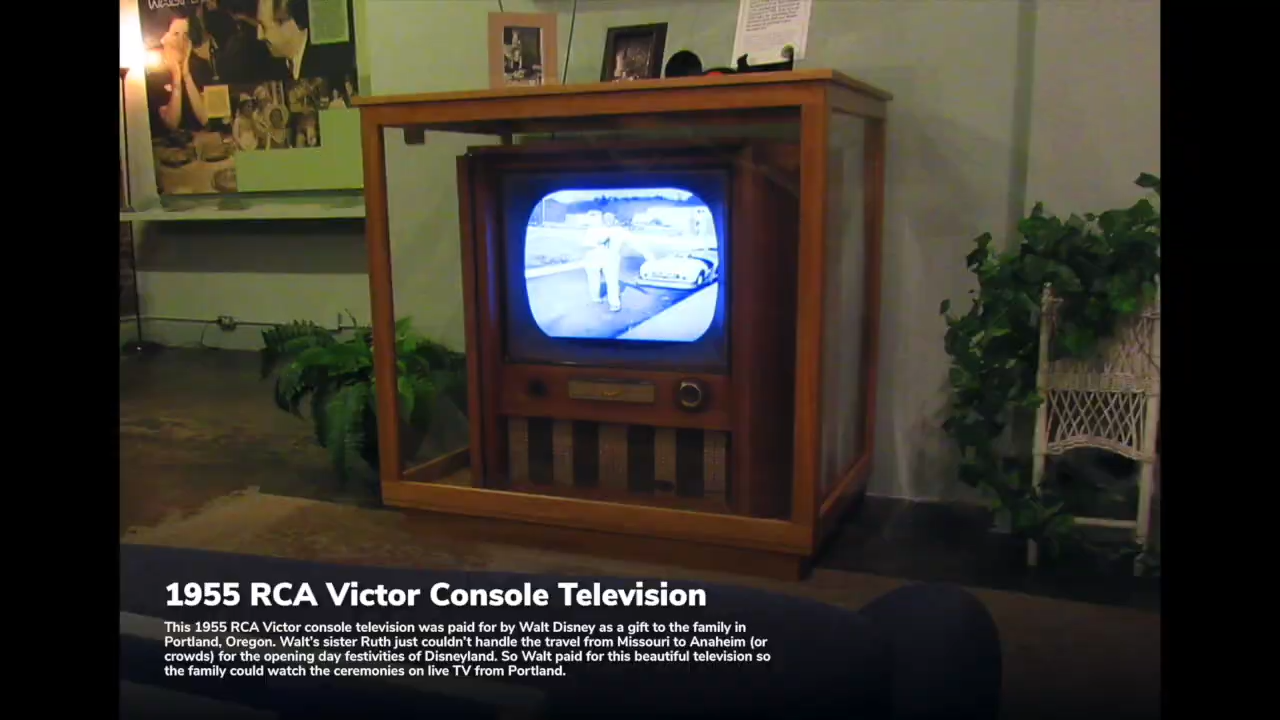 1955 RCA Victor Console Television
This 1955 RCA Victor console television was paid for by Walt Disney as a gift to the family in
Portland, Oregon. Walt's sister Ruth just couldn't handle the travel from Missouri to Anaheim (or
crowds) for the opening day festivities of Disneyland. So Walt paid for this beautiful television so
the family could watch the ceremonies on live TV from Portland.